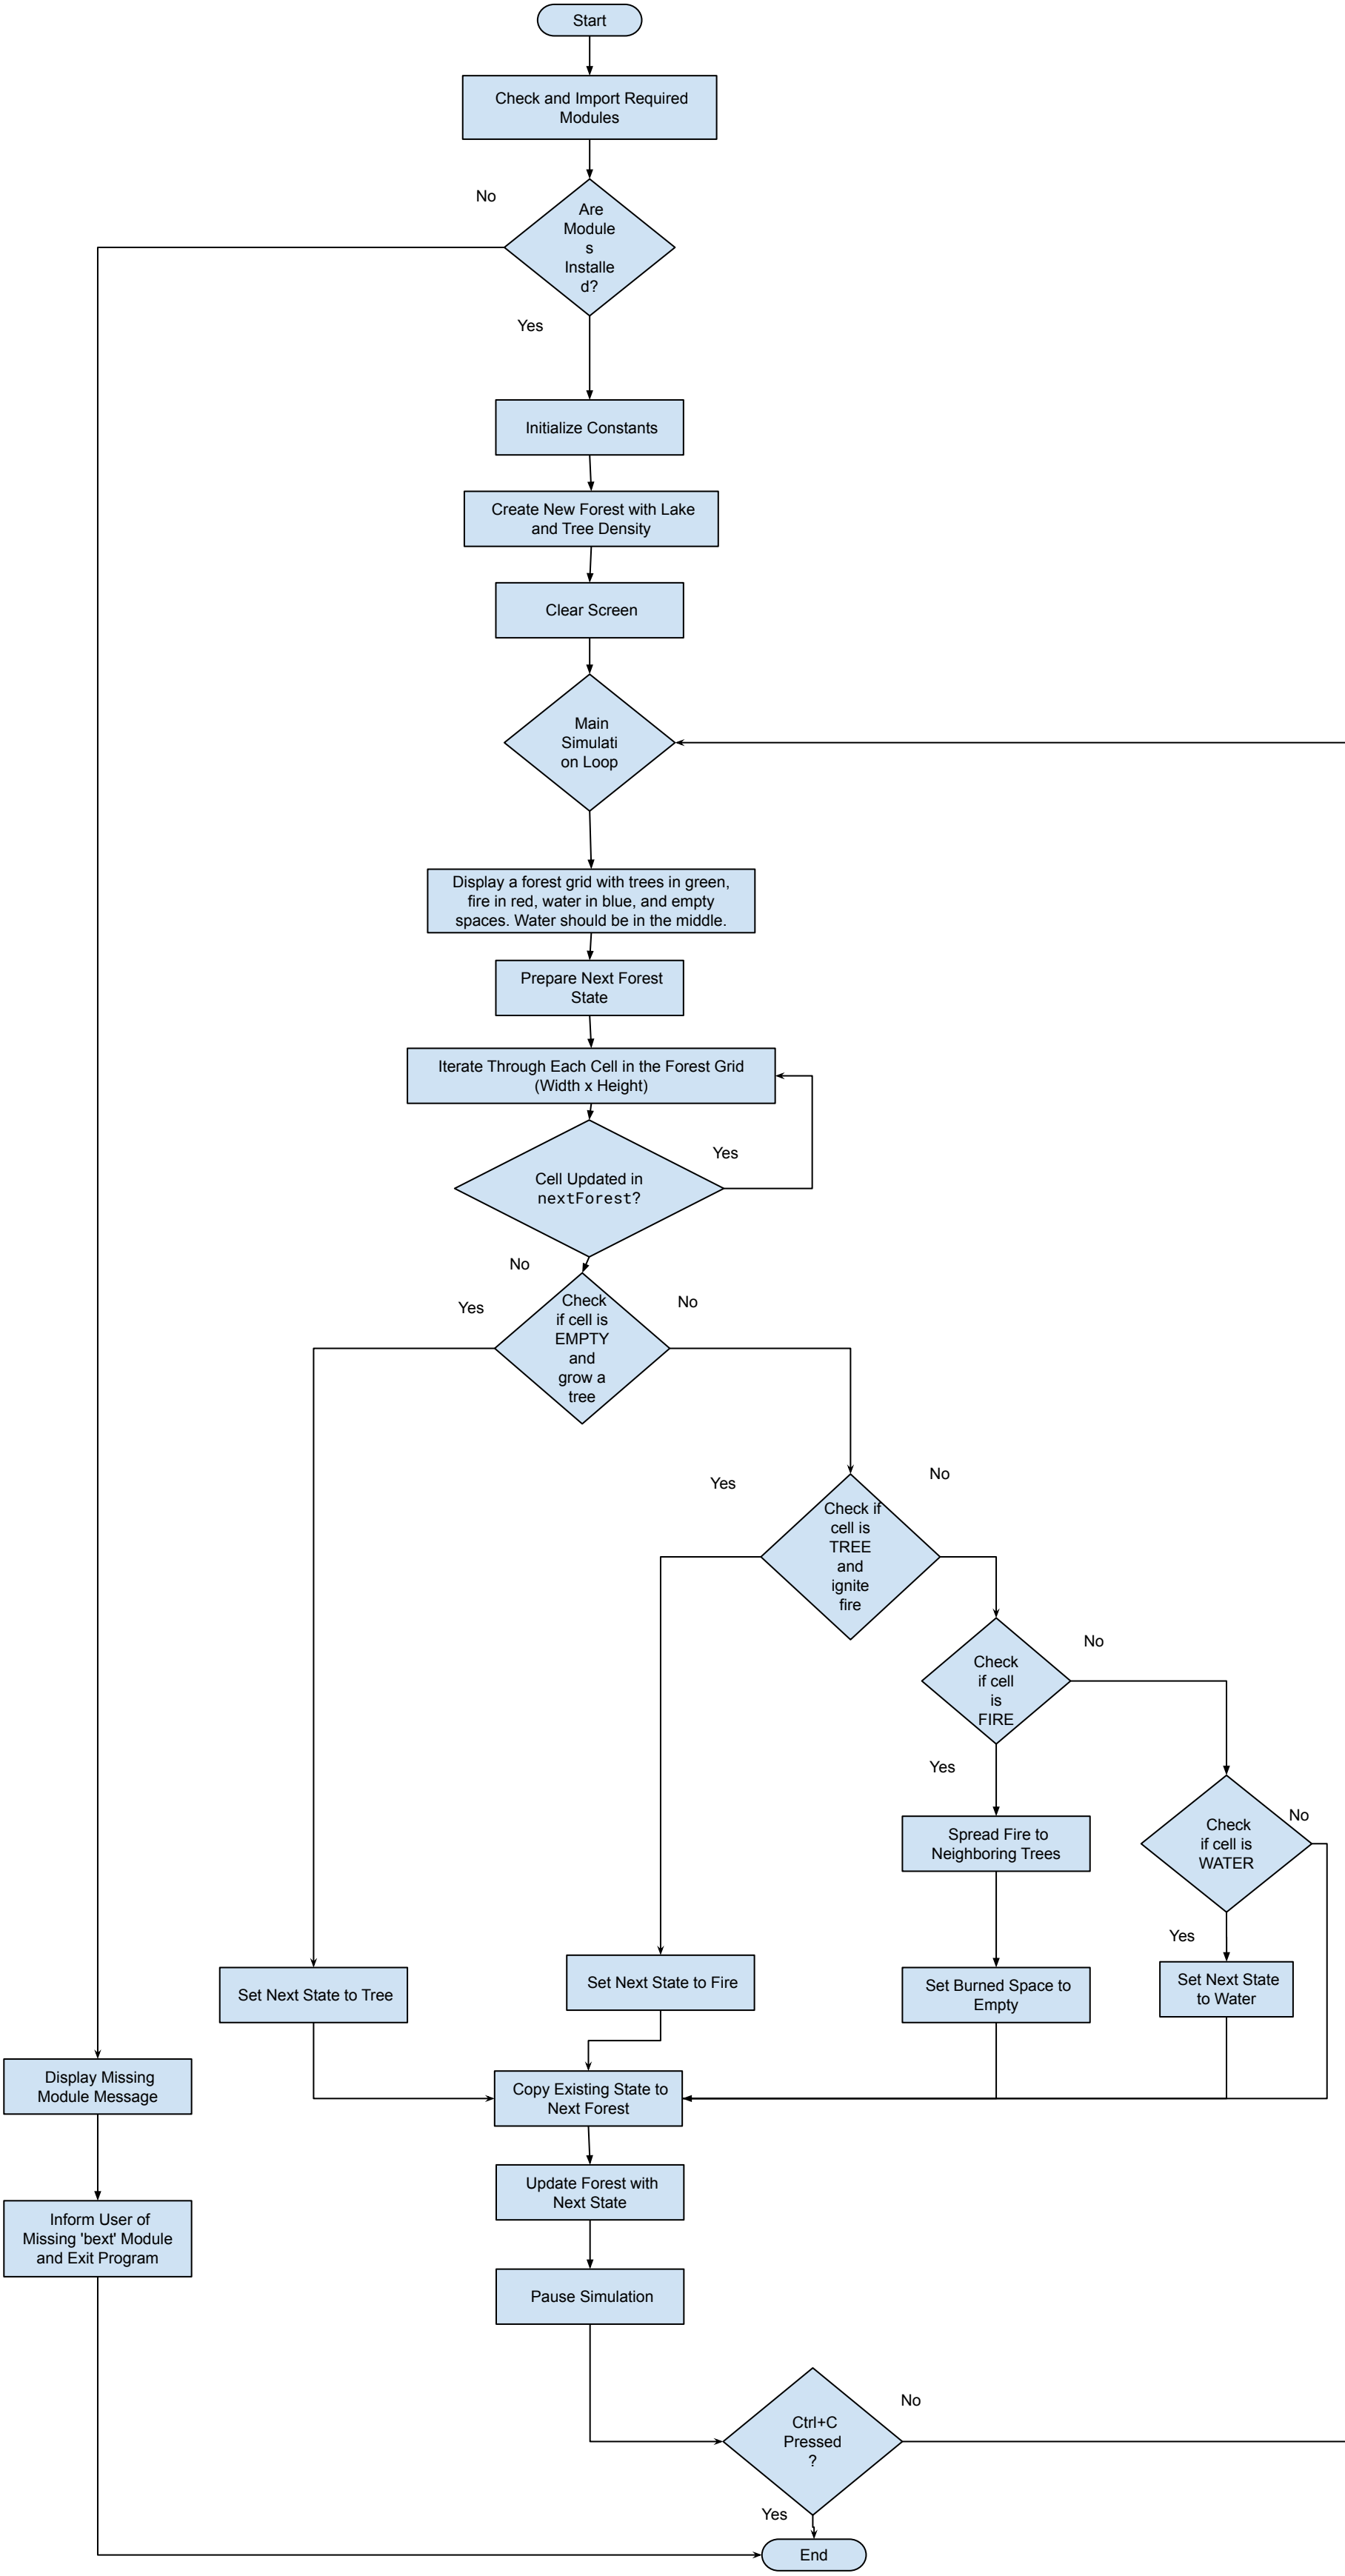 Start
Check and Import Required
Modules
No
Are
Module
s
Installe
d?
Yes
Initialize Constants
Create New Forest with Lake
and Tree Density
Clear Screen
Main
Simulati
on Loop
Display a forest grid with trees in green,
fire in red, water in blue, and empty
spaces. Water should be in the middle.
Prepare Next Forest
State
Iterate Through Each Cell in the Forest Grid
(Width x Height)
Yes
Cell Updated in
nextForest?
No
Yes
Check
if cell is
EMPTY
and
grow a
tree
No
Yes
Check if
cell is
TREE
and
ignite
fire
No
Check
if cell
is
FIRE
No
Yes
Spread Fire to
Neighboring Trees
Check
if cell is
WATER
No
Yes
Set Next State to Tree
Set Next State to Fire
Set Burned Space to
Empty
Set Next State
to Water
Display Missing
Module Message
Copy Existing State to
Next Forest
Update Forest with
Next State
Inform User of
Missing 'bext' Module
and Exit Program
Pause Simulation
Ctrl+C
Pressed
?
No
Yes
End